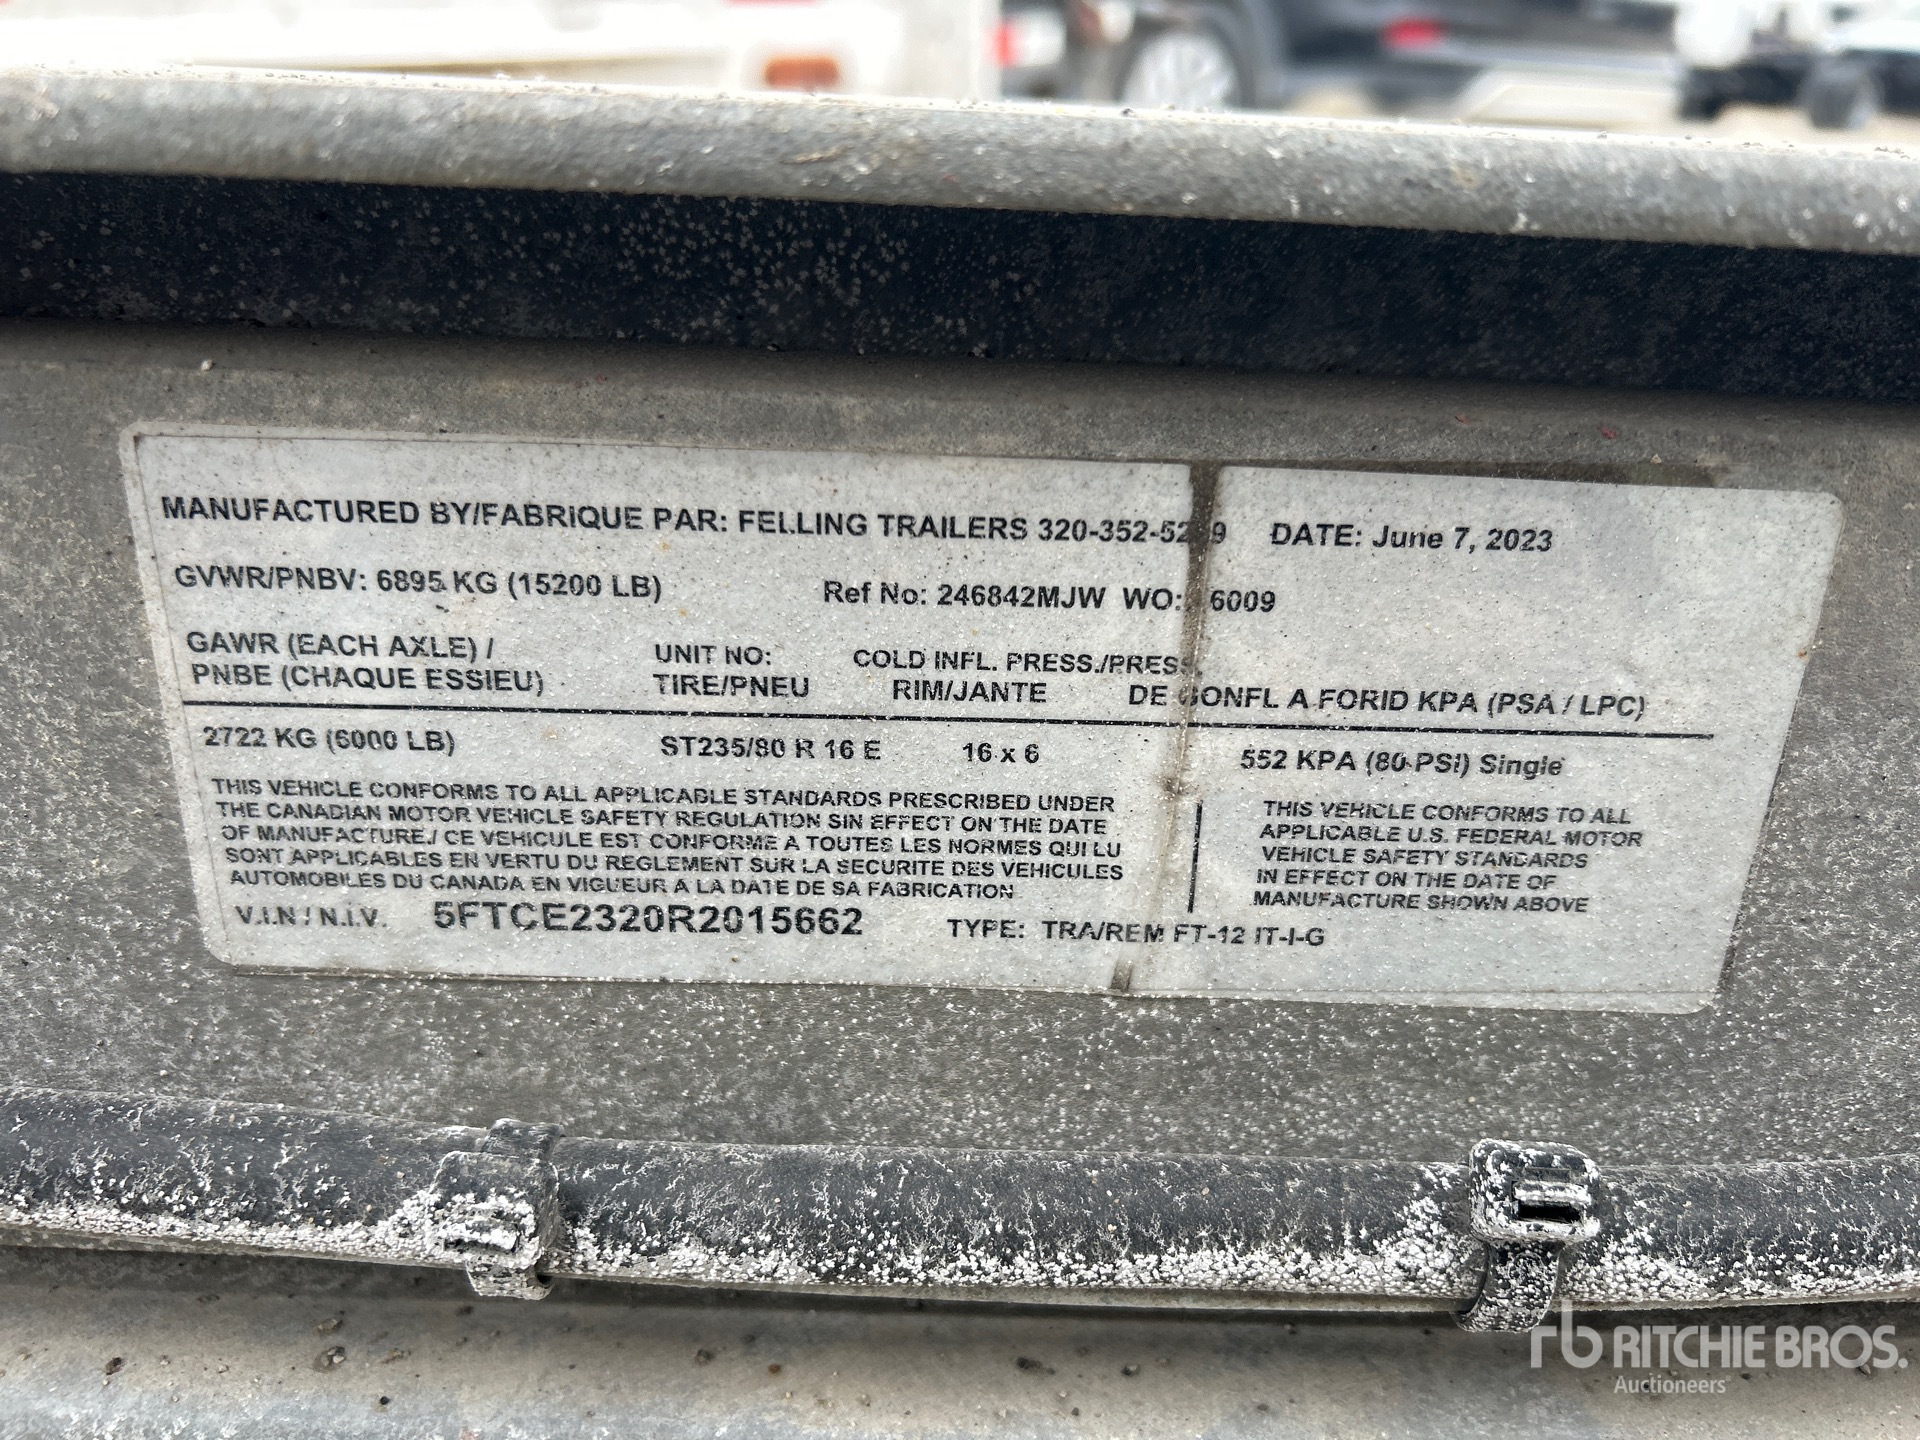 MANUFACTURED BY/FABRIQUE PAR: FELLING TRAILERS DATE: June 7, 2023
GVWR/PNBV: 6895 KG (15200 LB) Ref No: 246842MJW WO:
GAWR (EACH AXLE) / UNIT NO: COLD INFL. PRESS./PRESS.
PNBE (CHAQUE ESSIEU) TIRE/PNEU RIM/JANTE DE GONFL A FORID KPA (PSA / LPC)
2722 KG (6000 LB) ST235/80 R 16 E 16 x 6 552 KPA (80 PSI) Single
THIS VEHICLE CONFORMS TO ALL APPLICABLE STANDARDS PRESCRIBED UNDER
THE CANADIAN MOTOR VEHICLE SAFETY REGULATION SIN EFFECT ON THE DATE
OF MANUFACTURE./ CE VEHICULE EST CONFORME A TOUTES LES NORMES QUI LU
SONT APPLICABLES EN VERTU DU REGLEMENT SUR LA SECURITE DES VEHICULES
AUTOMOBILES DU CANADA EN VIGUEUR A LA DATE DE SA FABRICATION
THIS VEHICLE CONFORMS TO ALL
APPLICABLE U.S. FEDERAL MOTOR
VEHICLE SAFETY STANDARDS
IN EFFECT ON THE DATE OF
MANUFACTURE SHOWN ABOVE
V.I.N / N.I.V. 5FTCE2320R2015662 TYPE: TRA/REM FT-12 IT-I-G
rb RITCHIE BROS.
Auctioneers